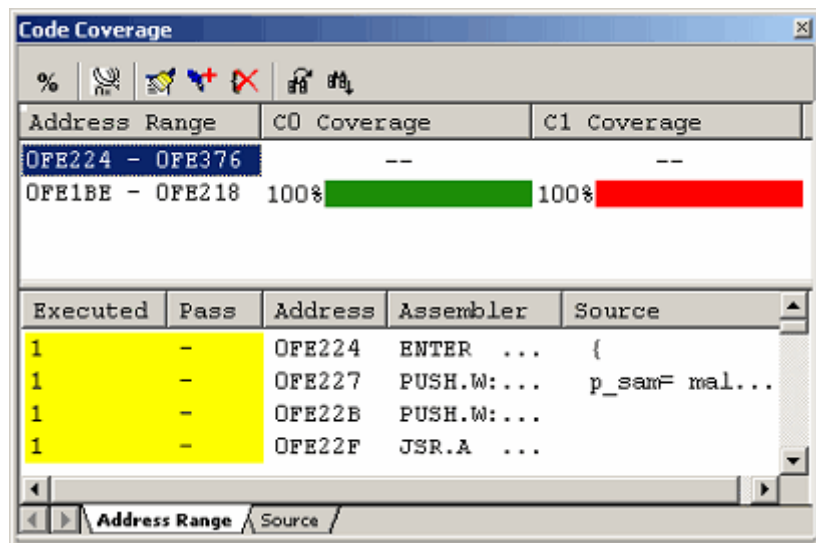 Code Coverage
%
Address Range C0 Coverage C1 Coverage
0FE224 - 0FE376 -- --
0FE1BE - 0FE218 100% 100%
Executed Pass Address Assembler Source
1 - 0FE224 ENTER ... {
1 - 0FE227 PUSH.W:... p_sam= mal...
1 - 0FE22B PUSH.W:...
1 - 0FE22F JSR.A ...
Address Range Source